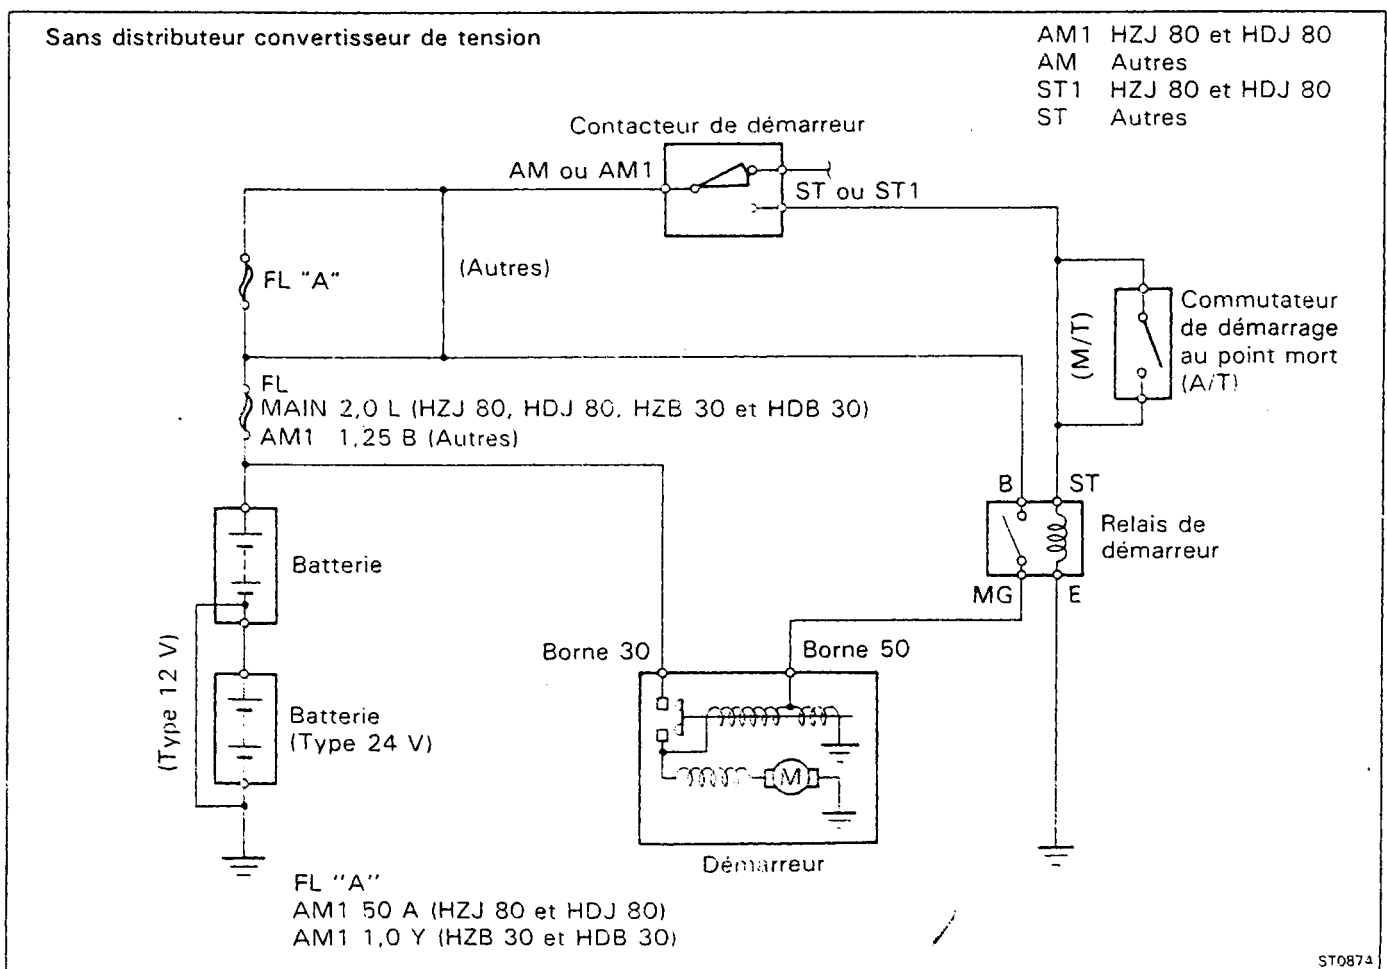 Sans distributeur convertisseur de tension
AM1 HZJ 80 et HDJ 80
AM Autres
ST1 HZJ 80 et HDJ 80
ST Autres
Contacteur de démarreur
AM ou AM1
ST ou ST1
FL "A"
(Autres)
(M/T)
Commutateur
de démarrage
au point mort
(A/T)
FL
MAIN 2,0 L (HZJ 80, HDJ 80. HZB 30 et HDB 30)
AM1 1,25 B (Autres)
B
ST
Relais de
démarreur
MG
E
Batterie
(Type 12 V)
Batterie
(Type 24 V)
Borne 30
Borne 50
M
Démarreur
FL "A"
AM1 50 A (HZJ 80 et HDJ 80)
AM1 1,0 Y (HZB 30 et HDB 30)
ST0874